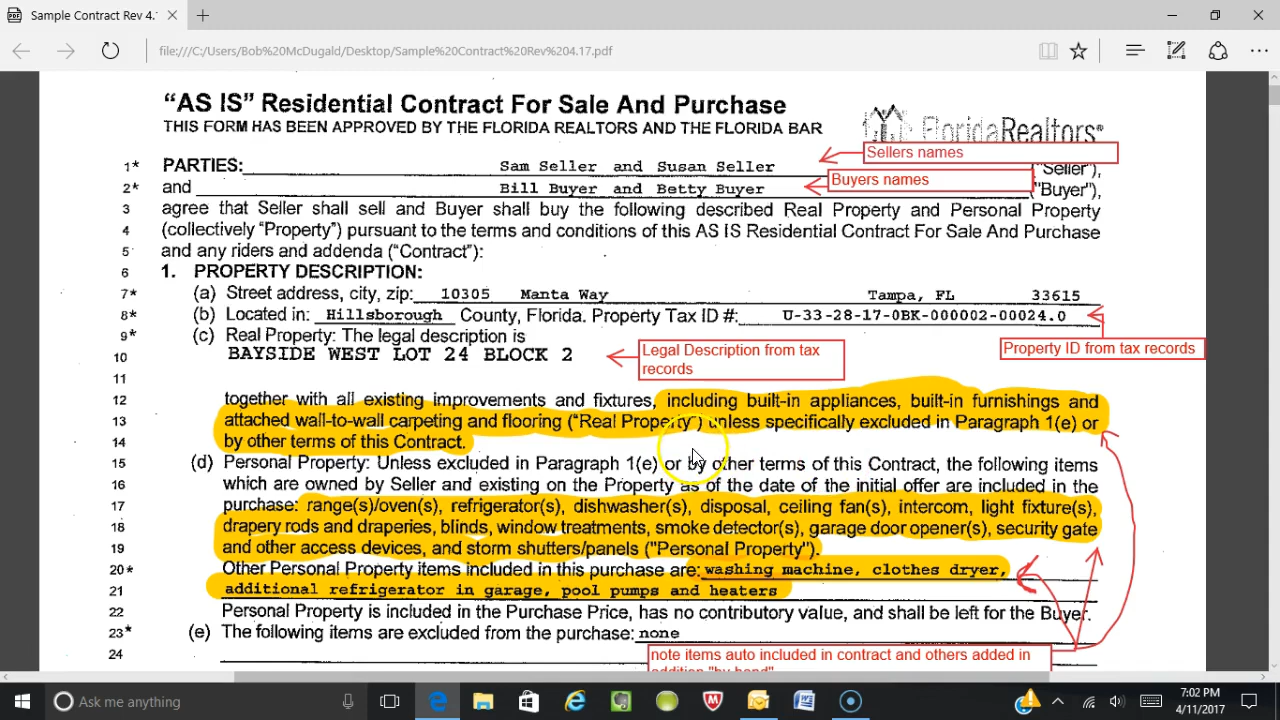 Sample Contract Rev 4.
file:///C:/Users/Bob%20McDugald/Desktop/Sample%20Contract%20Rev%204.17.pdf
“AS IS” Residential Contract For Sale And Purchase
THIS FORM HAS BEEN APPROVED BY THE FLORIDA REALTORS AND THE FLORIDA BAR
FloridaRealtors®
Sellers names
1* PARTIES: Sam Seller and Susan Seller ("Seller"),
Buyers names
2* and Bill Buyer and Betty Buyer ("Buyer"),
3 agree that Seller shall sell and Buyer shall buy the following described Real Property and Personal Property
4 (collectively “Property”) pursuant to the terms and conditions of this AS IS Residential Contract For Sale And Purchase
5 and any riders and addenda (“Contract”):
6 1. PROPERTY DESCRIPTION:
7* (a) Street address, city, zip: 10305 Manta Way Tampa, FL 33615
8* (b) Located in: Hillsborough County, Florida. Property Tax ID #: U-33-28-17-0BK-000002-00024.0
9* (c) Real Property: The legal description is
10 BAYSIDE WEST LOT 24 BLOCK 2
Legal Description from tax
records
Property ID from tax records
11
12 together with all existing improvements and fixtures, including built-in appliances, built-in furnishings and
13 attached wall-to-wall carpeting and flooring (“Real Property”) unless specifically excluded in Paragraph 1(e) or
14 by other terms of this Contract.
15 (d) Personal Property: Unless excluded in Paragraph 1(e) or by other terms of this Contract, the following items
16 which are owned by Seller and existing on the Property as of the date of the initial offer are included in the
17 purchase: range(s)/oven(s), refrigerator(s), dishwasher(s), disposal, ceiling fan(s), intercom, light fixture(s),
18 drapery rods and draperies, blinds, window treatments, smoke detector(s), garage door opener(s), security gate
19 and other access devices, and storm shutters/panels ("Personal Property").
20* Other Personal Property items included in this purchase are: washing machine, clothes dryer,
21 additional refrigerator in garage, pool pumps and heaters
22 Personal Property is included in the Purchase Price, has no contributory value, and shall be left for the Buyer.
23* (e) The following items are excluded from the purchase: none
24
note items auto included in contract and others added in
addition "by hand"
Ask me anything
7:02 PM
4/11/2017